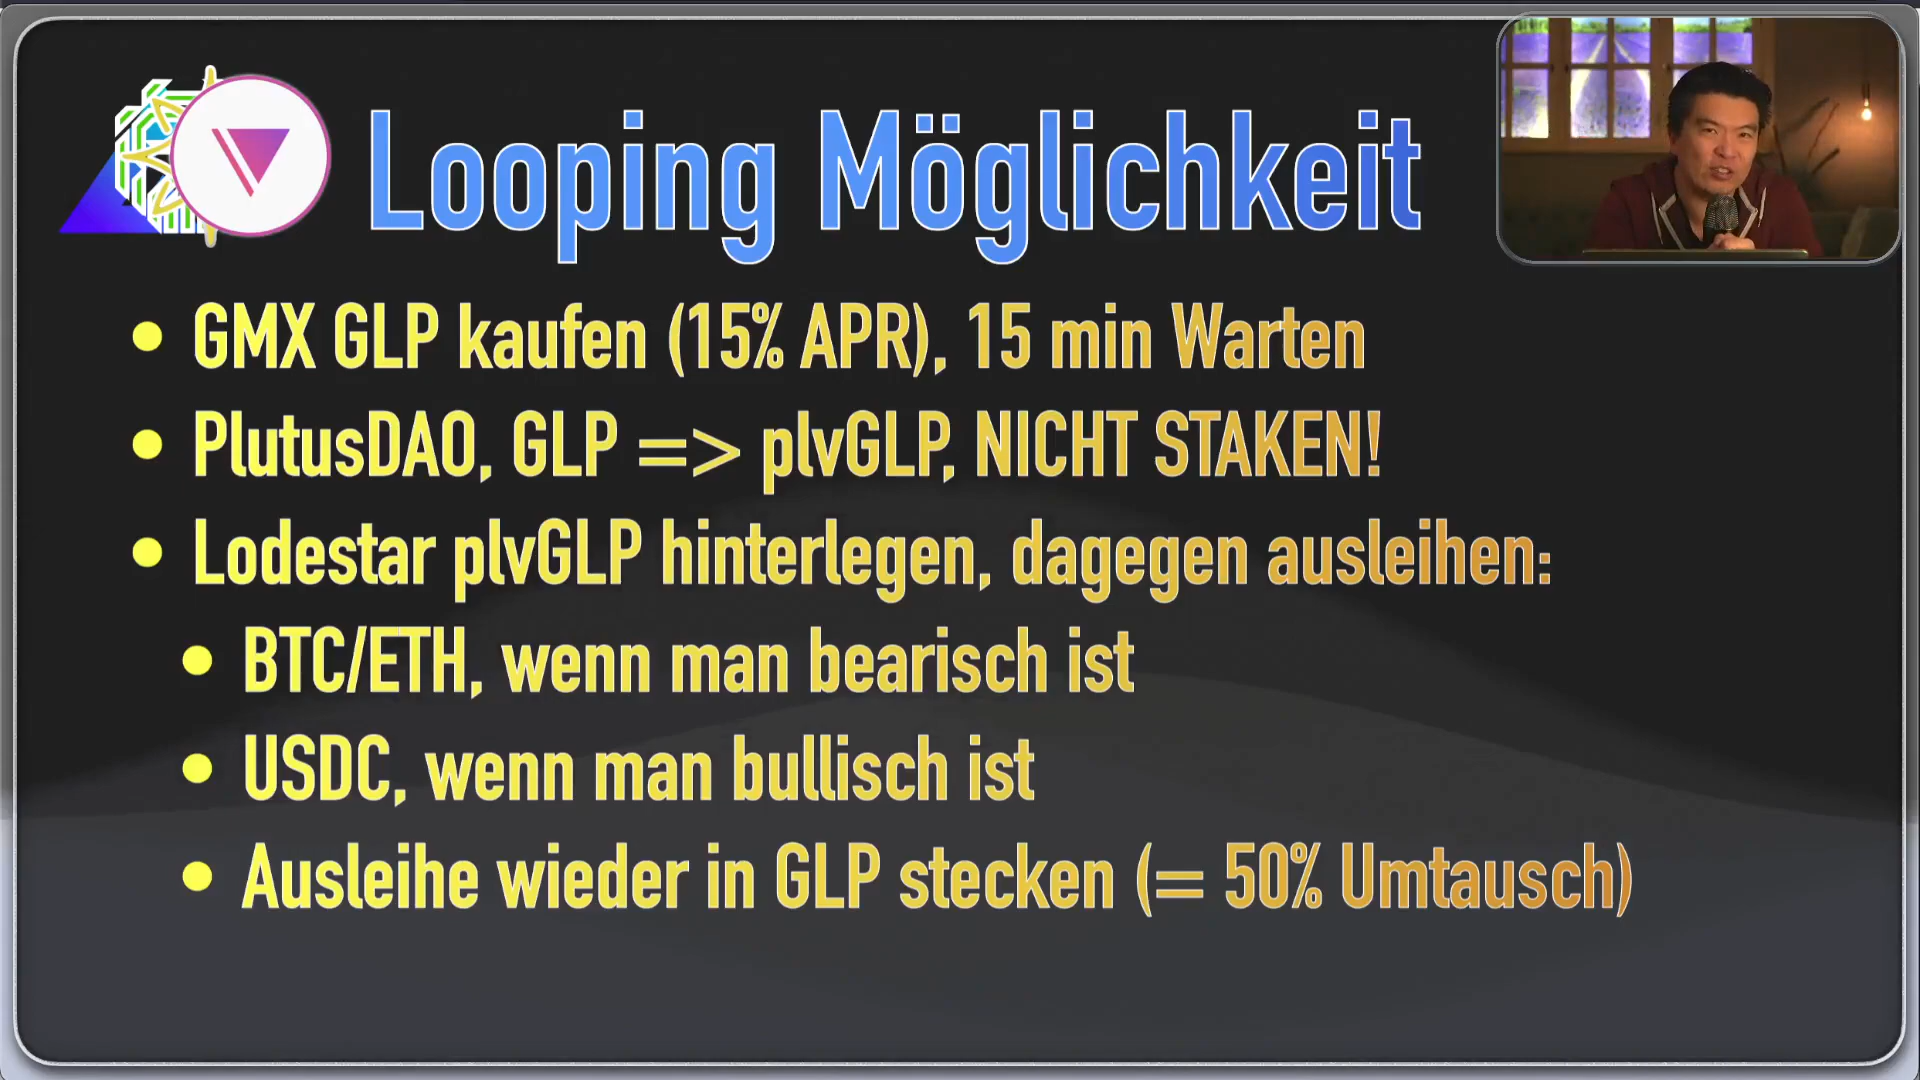 Looping Möglichkeit
GMX GLP kaufen (15% APR), 15 min Warten
PlutusDAO, GLP => plvGLP, NICHT STAKEN!
Lodestar plvGLP hinterlegen, dagegen ausleihen:
BTC/ETH, wenn man bearisch ist
USDC, wenn man bullisch ist
Ausleihe wieder in GLP stecken (= 50% Umtausch)